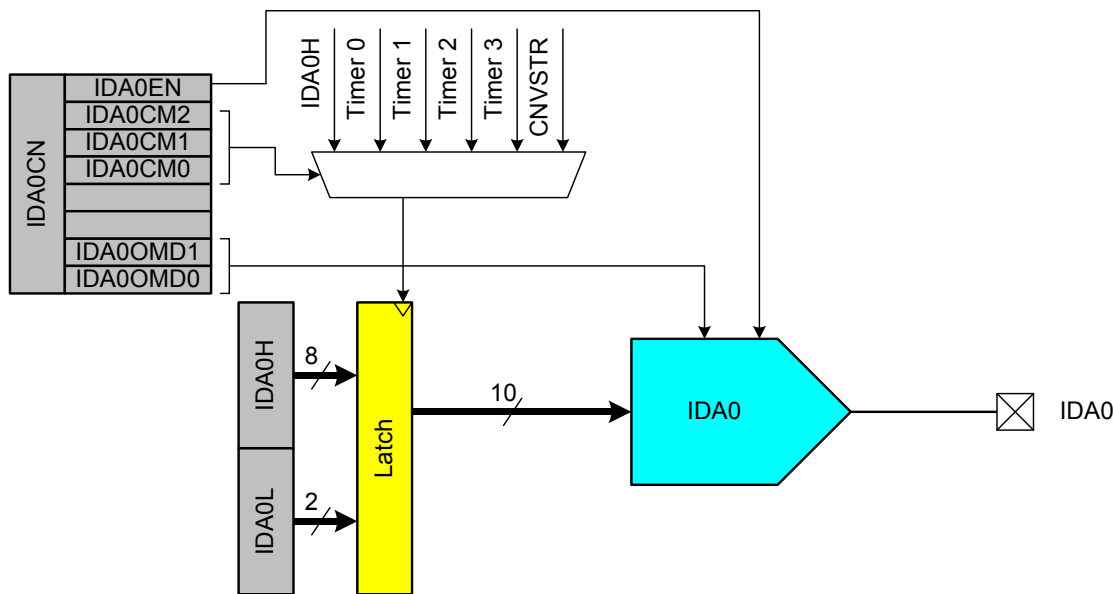 IDA0CN
IDA0EN
IDA0CM2
IDA0CM1
IDA0CM0
IDA0OMD1
IDA0OMD0
IDA0H
Timer 0
Timer 1
Timer 2
Timer 3
CNVSTR
IDA0H
IDA0L
8
2
Latch
10
IDA0
IDA0